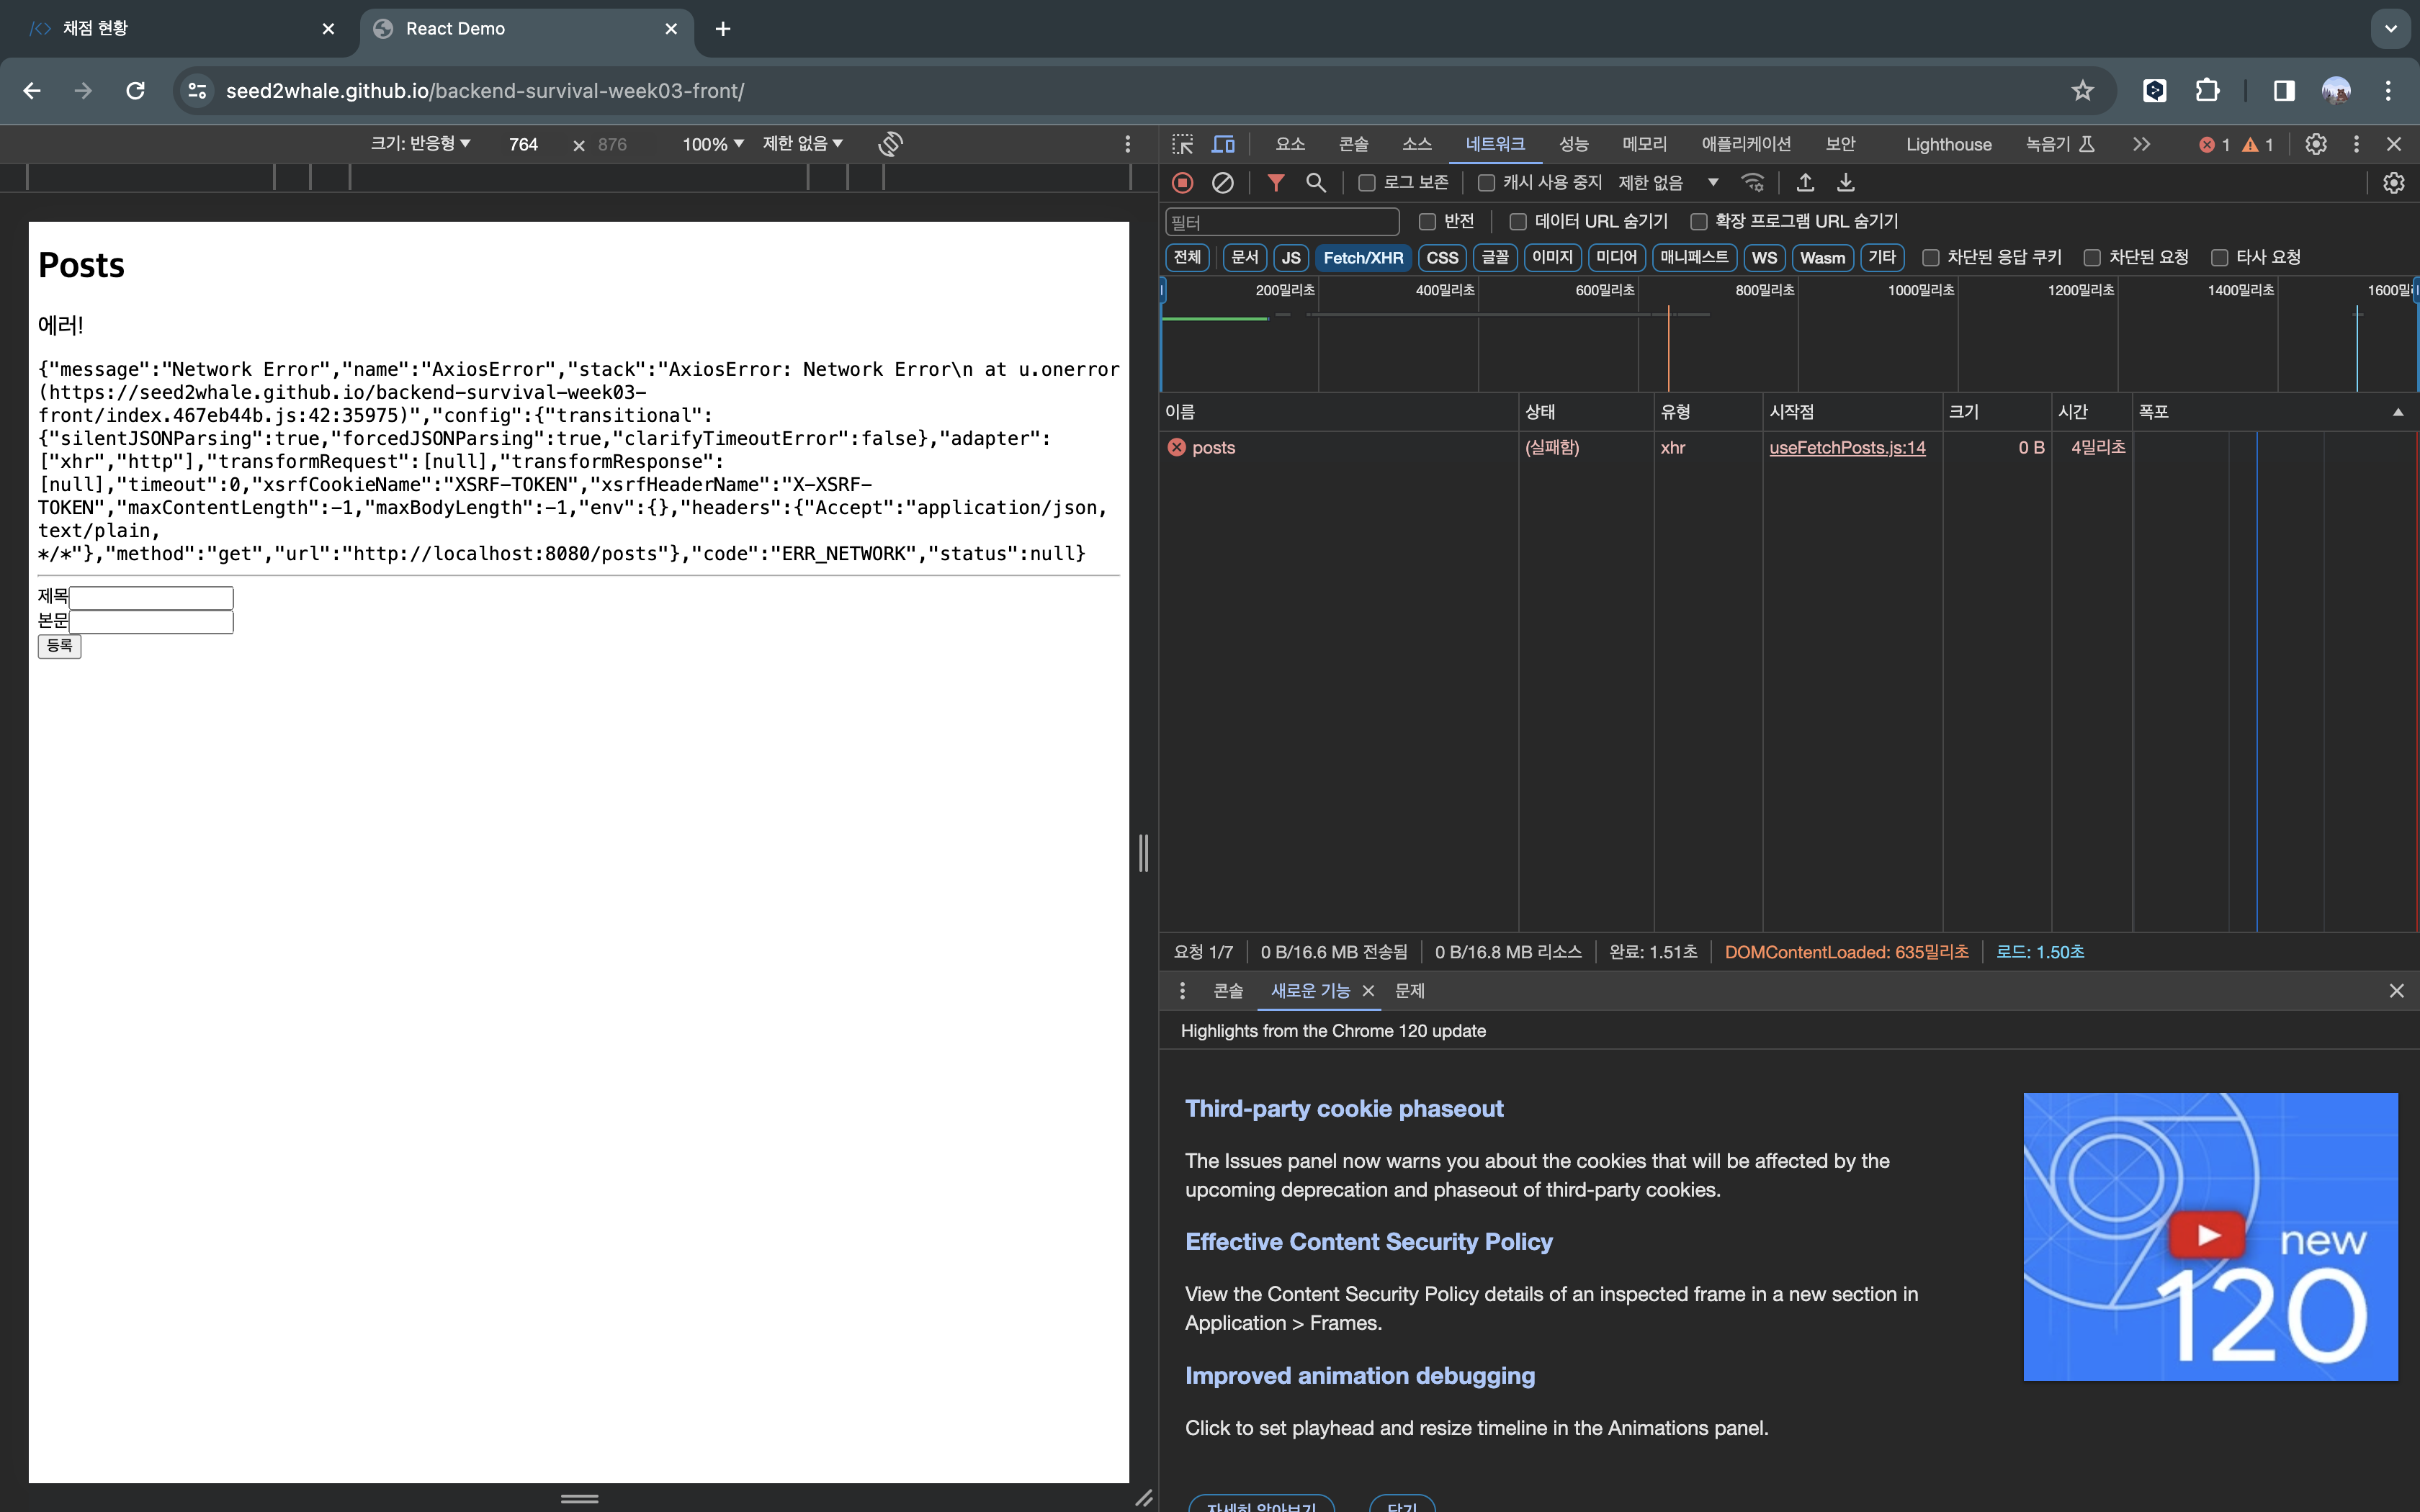 채점 현황
React Demo
seed2whale.github.io/backend-survival-week03-front/
크기: 반응형 764 × 876 100% 제한 없음
요소 콘솔 소스 네트워크 성능 메모리 애플리케이션 보안 Lighthouse 녹음기 1 1
로그 보존 캐시 사용 중지 제한 없음
필터 반전 데이터 URL 숨기기 확장 프로그램 URL 숨기기
전체 문서 JS Fetch/XHR CSS 글꼴 이미지 미디어 매니페스트 WS Wasm 기타 차단된 응답 쿠키 차단된 요청 타사 요청
200밀리초 400밀리초 600밀리초 800밀리초 1000밀리초 1200밀리초 1400밀리초
이름 상태 유형 시작점 크기 시간 폭포
posts (실패함) xhr useFetchPosts.js:14 0 B 4밀리초
Posts
에러!
{"message":"Network Error","name":"AxiosError","stack":"AxiosError: Network Error\n at u.onerror
(https://seed2whale.github.io/backend-survival-week03-
front/index.467eb44b.js:42:35975)","config":{"transitional":
{"silentJSONParsing":true,"forcedJSONParsing":true,"clarifyTimeoutError":false},"adapter":
["xhr","http"],"transformRequest":[null],"transformResponse":
[null],"timeout":0,"xsrfCookieName":"XSRF-TOKEN","xsrfHeaderName":"X-XSRF-
TOKEN","maxContentLength":-1,"maxBodyLength":-1,"env":{},"headers":{"Accept":"application/json,
text/plain,
*/*"},"method":"get","url":"http://localhost:8080/posts"},"code":"ERR_NETWORK","status":null}
제목
본문
등록
요청 1/7 0 B/16.6 MB 전송됨 0 B/16.8 MB 리소스 완료: 1.51초 DOMContentLoaded: 635밀리초 로드: 1.50초
콘솔 새로운 기능 문제
Highlights from the Chrome 120 update
Third-party cookie phaseout
The Issues panel now warns you about the cookies that will be affected by the
upcoming deprecation and phaseout of third-party cookies.
Effective Content Security Policy
View the Content Security Policy details of an inspected frame in a new section in
Application > Frames.
Improved animation debugging
Click to set playhead and resize timeline in the Animations panel.
new
120
자세히 알아보기 닫기